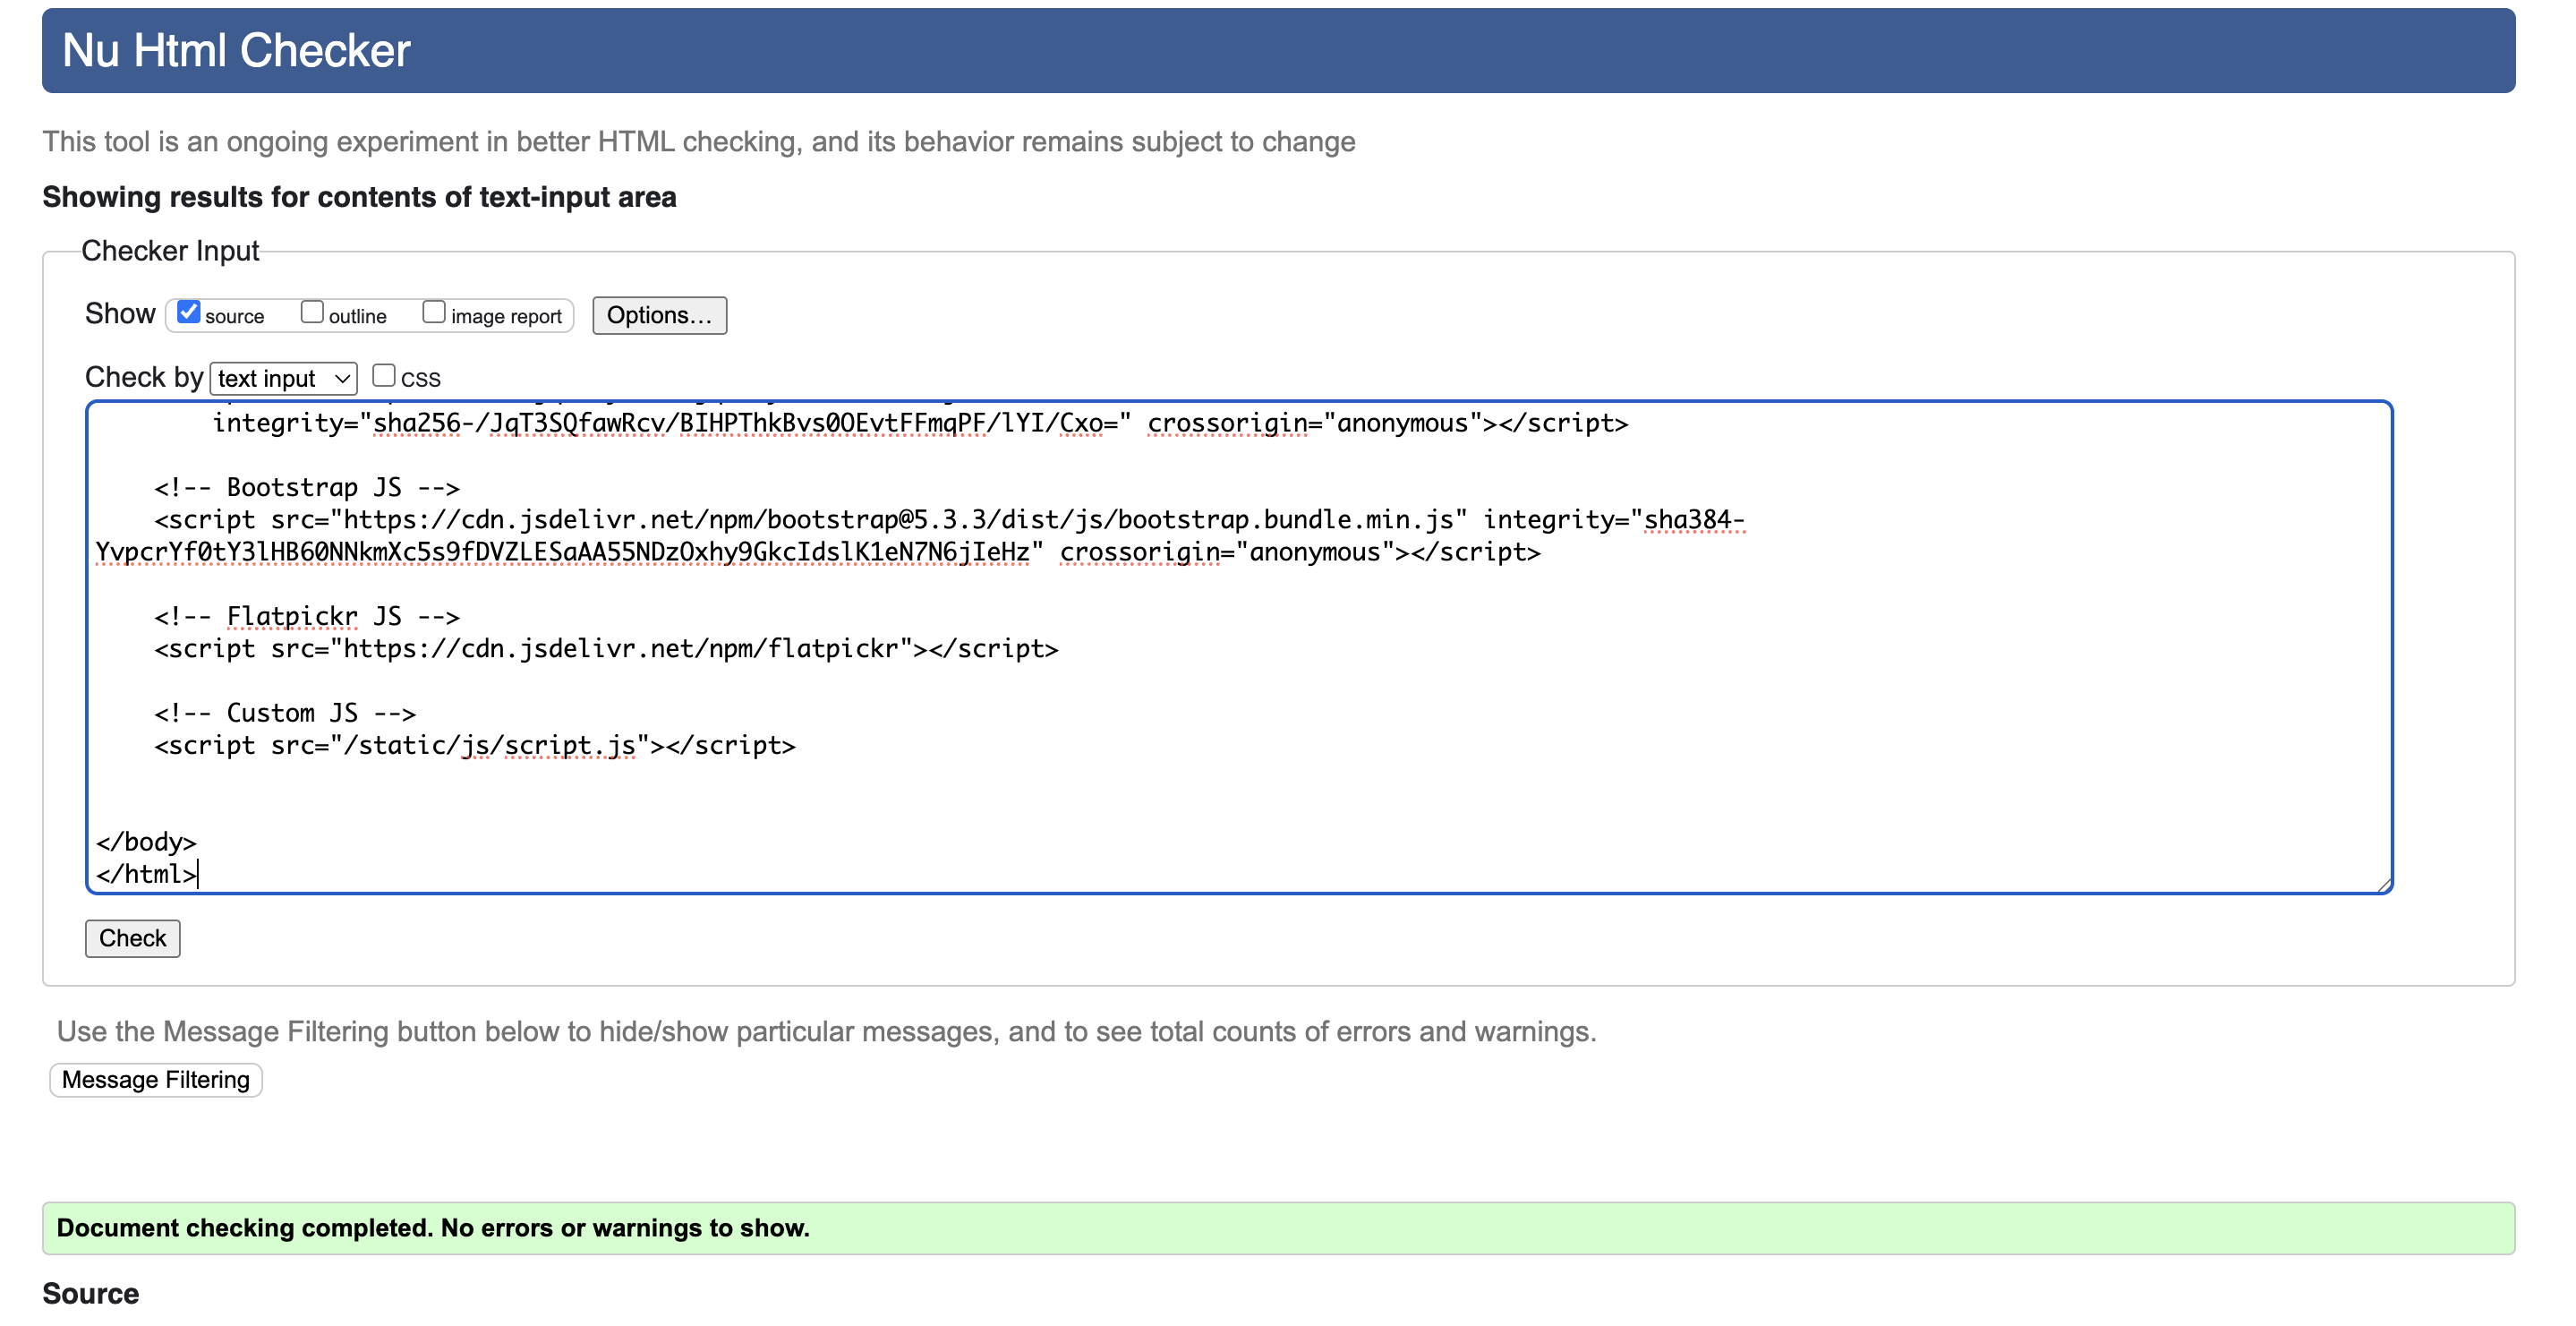 Nu Html Checker
This tool is an ongoing experiment in better HTML checking, and its behavior remains subject to change
Showing results for contents of text-input area
Checker Input
Show source outline image report Options...
Check by text input CSS
integrity="sha256-/JqT3SQfawRcv/BIHPThkBvs0OEvtFFmqPF/lYI/Cxo=" crossorigin="anonymous"></script>
<!-- Bootstrap JS -->
<script src="https://cdn.jsdelivr.net/npm/bootstrap@5.3.3/dist/js/bootstrap.bundle.min.js" integrity="sha384-
YvpcrYf0tY3lHB60NNkmXc5s9fDVZLESaAA55NDzOxhy9GkcIdslK1eN7N6jIeHz" crossorigin="anonymous"></script>
<!-- Flatpickr JS -->
<script src="https://cdn.jsdelivr.net/npm/flatpickr"></script>
<!-- Custom JS -->
<script src="/static/js/script.js"></script>
</body>
</html>
Check
Use the Message Filtering button below to hide/show particular messages, and to see total counts of errors and warnings.
Message Filtering
Document checking completed. No errors or warnings to show.
Source